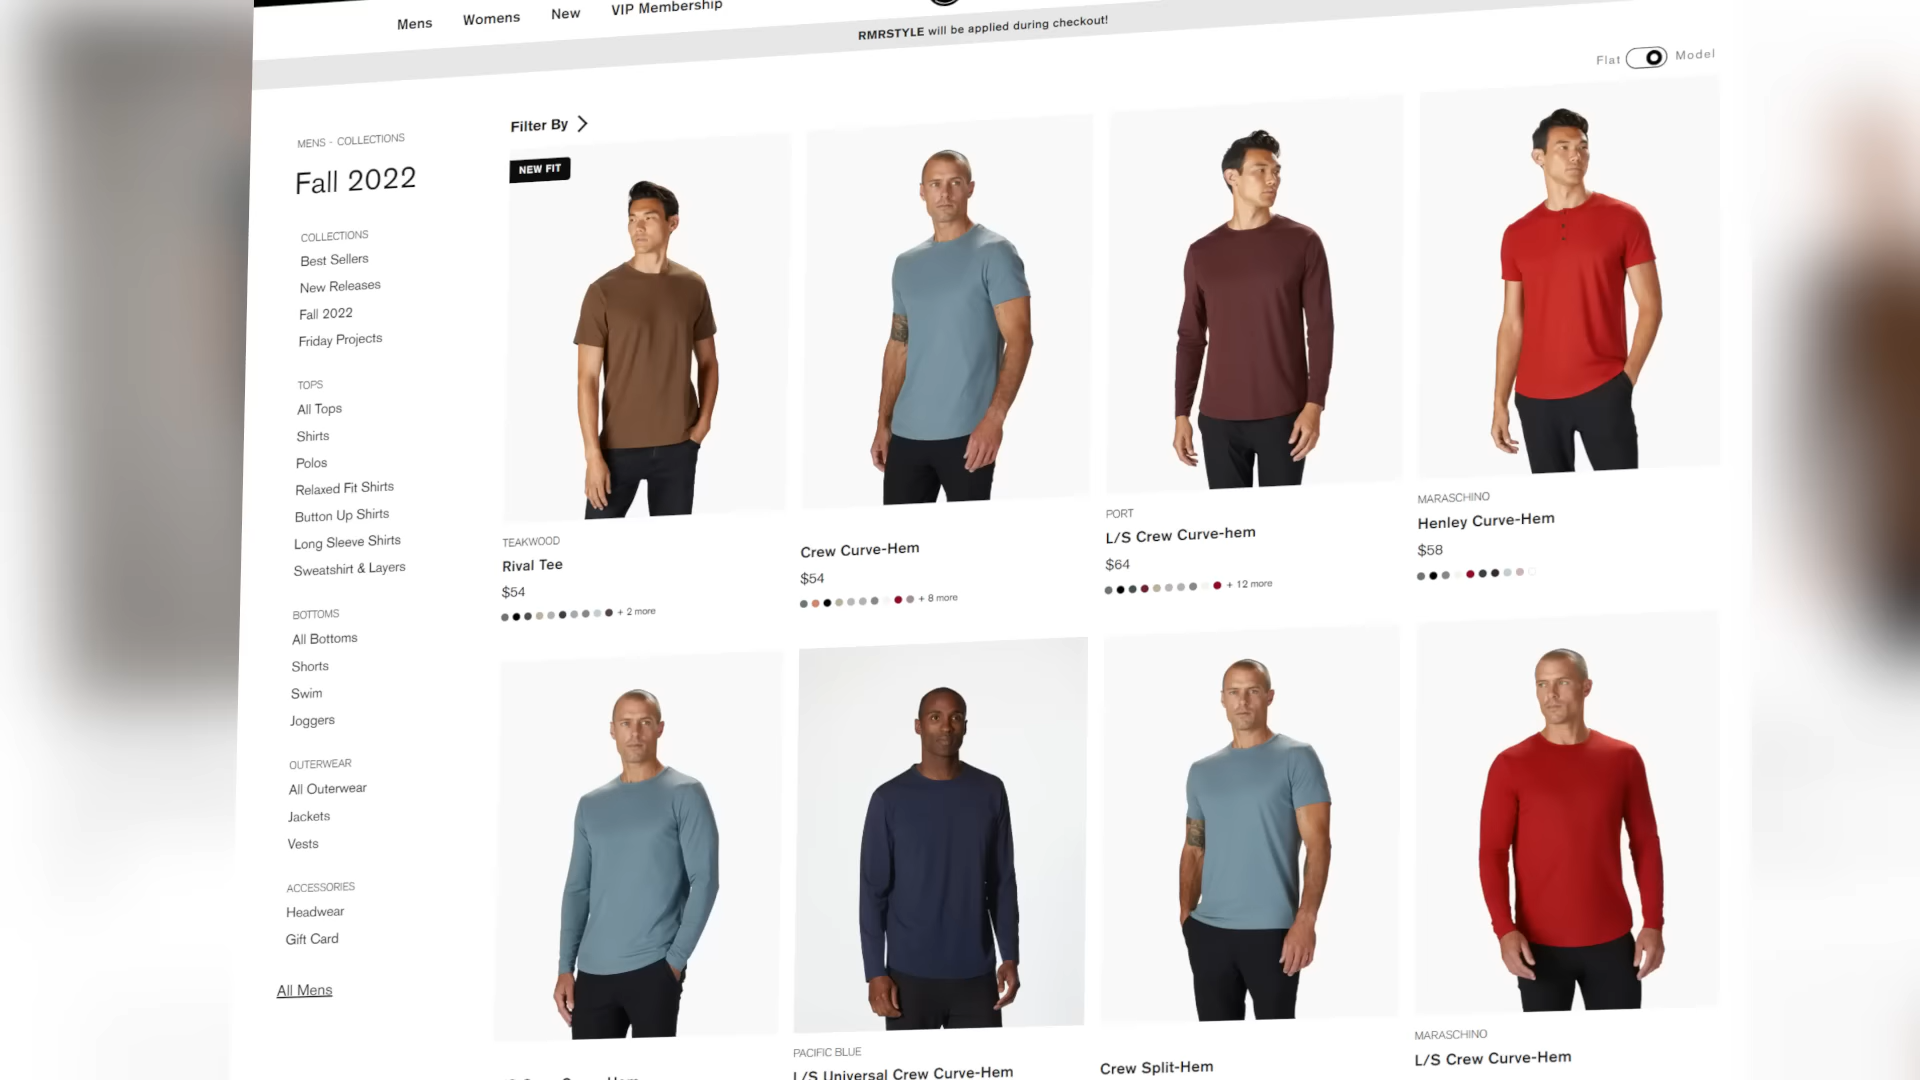 Mens
Womens
New
VIP Membership
RMRSTYLE will be applied during checkout!
Flat
Model
MENS - COLLECTIONS
Fall 2022
COLLECTIONS
Best Sellers
New Releases
Fall 2022
Friday Projects
TOPS
All Tops
Shirts
Polos
Relaxed Fit Shirts
Button Up Shirts
Long Sleeve Shirts
Sweatshirt & Layers
BOTTOMS
All Bottoms
Shorts
Swim
Joggers
OUTERWEAR
All Outerwear
Jackets
Vests
ACCESSORIES
Headwear
Gift Card
All Mens
Filter By
NEW FIT
TEAKWOOD
Rival Tee
$54
+ 2 more
Crew Curve-Hem
$54
+ 8 more
PORT
L/S Crew Curve-hem
$64
+ 12 more
MARASCHINO
Henley Curve-Hem
$58
PACIFIC BLUE
L/S Universal Crew Curve-Hem
Crew Split-Hem
MARASCHINO
L/S Crew Curve-Hem